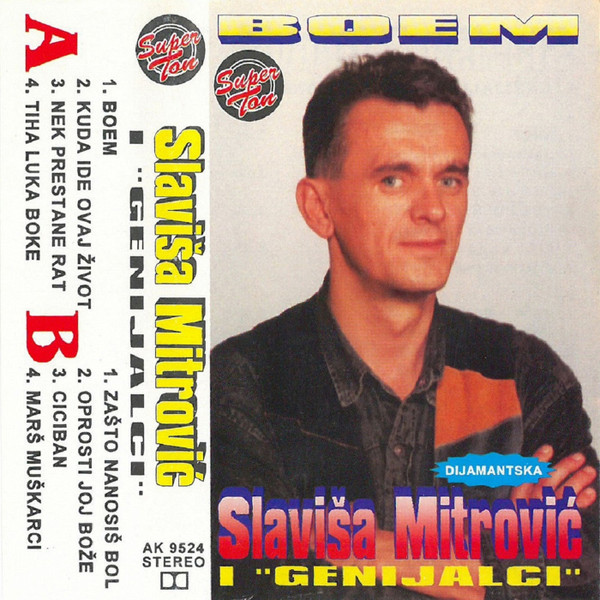 A
1. BOEM
2. KUDA IDE OVAJ ŽIVOT
3. NEK PRESTANE RAT
4. TIHA LUKA BOKE
B
1. ZAŠTO NANOSIŠ BOL
2. OPROSTI JOJ BOŽE
3. CICIBAN
4. MARŠ MUŠKARCI
Super
Ton
Slaviša Mitrović
I "GENIJALCI"
AK 9524
STEREO
BOEM
Super
Ton
DIJAMANTSKA
Slaviša Mitrović
I "GENIJALCI"